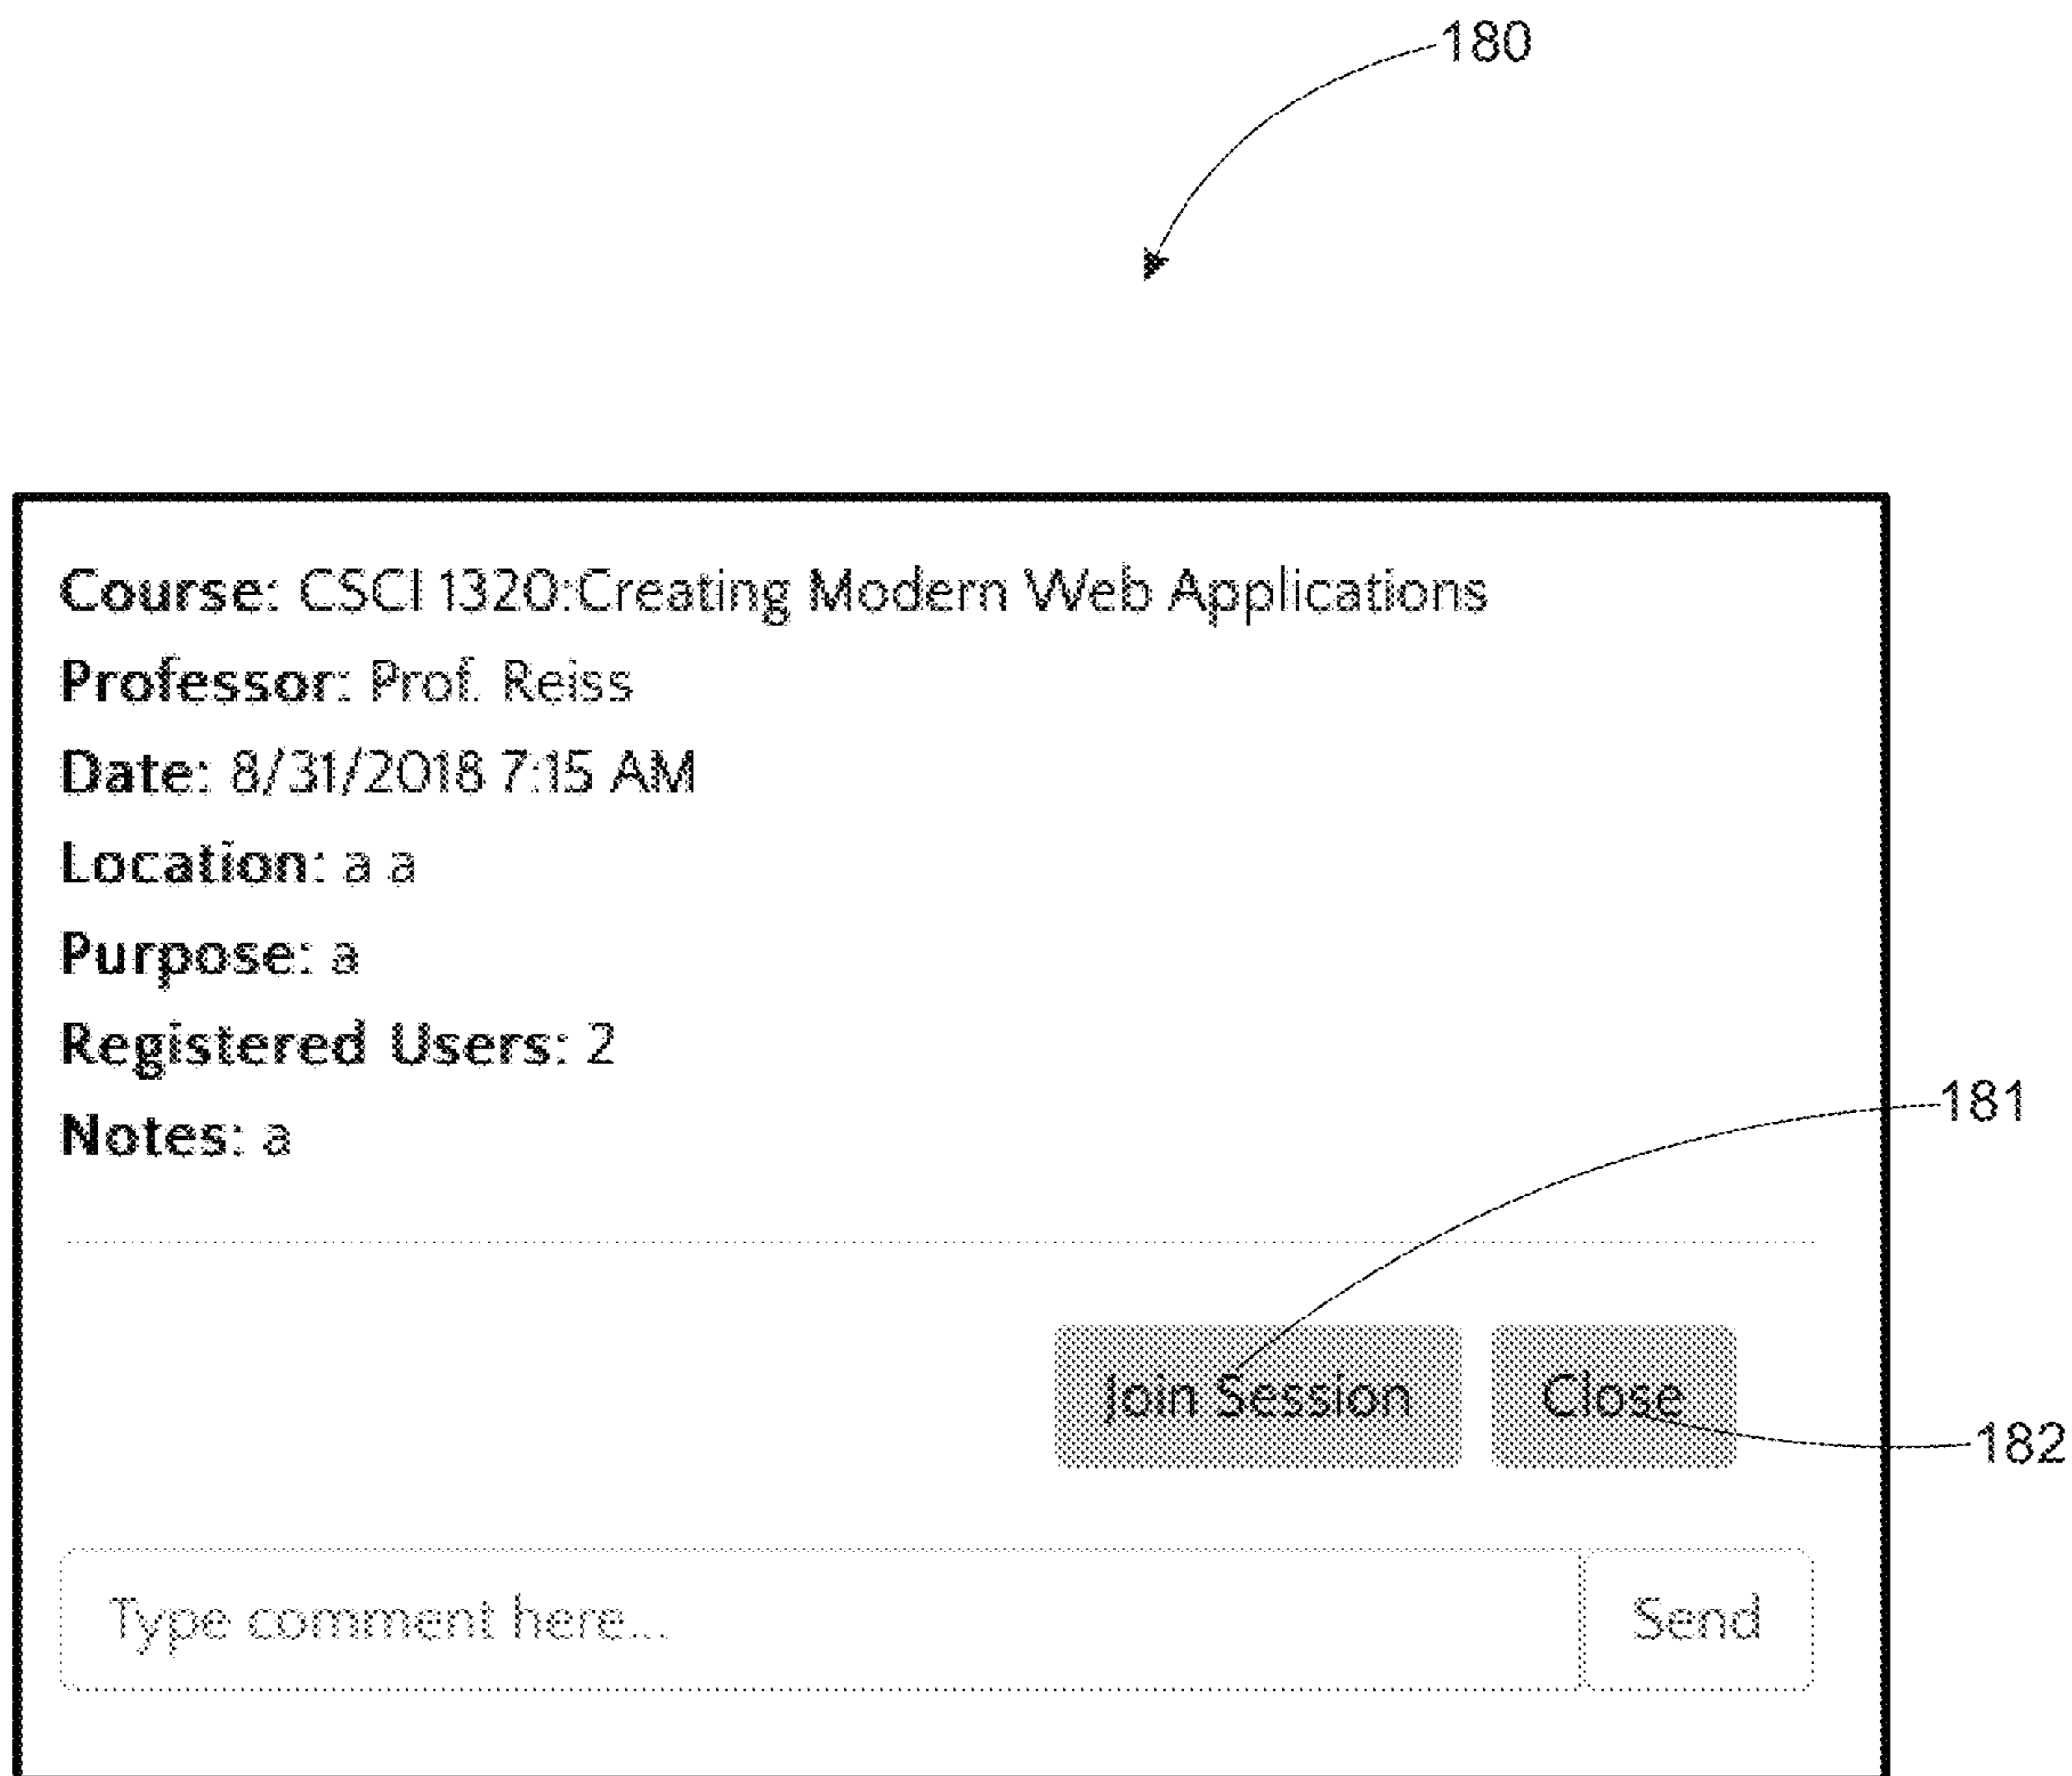 180
Course: CSCI 1320:Creating Modern Web Applications
Professor: Prof. Reiss
Date: 8/31/2018 7:15 AM
Location: a a
Purpose: a
Registered Users: 2
Notes: a
181
Join Session Close
182
Type comment here... Send